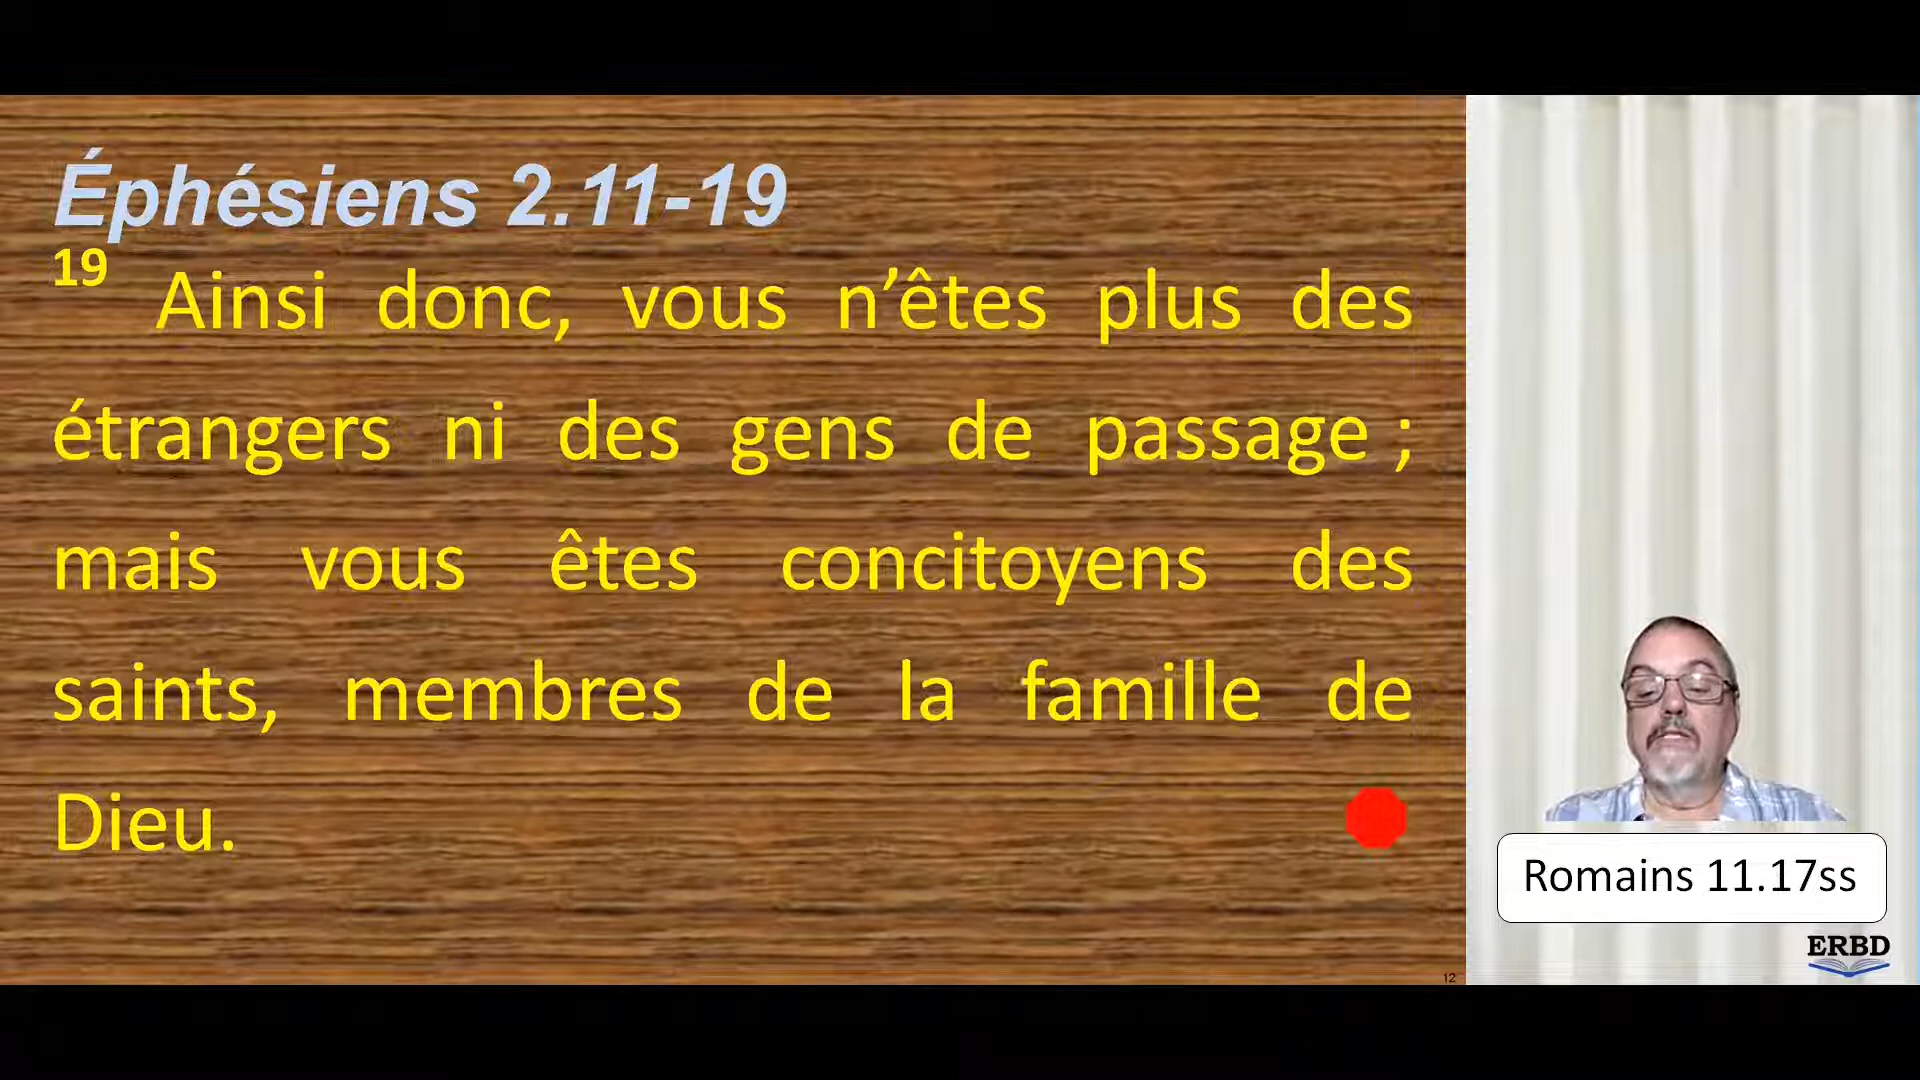 Éphésiens 2.11-19
19 Ainsi donc, vous n’êtes plus des
étrangers ni des gens de passage ;
mais vous êtes concitoyens des
saints, membres de la famille de
Dieu.
Romains 11.17ss
ERBD
12